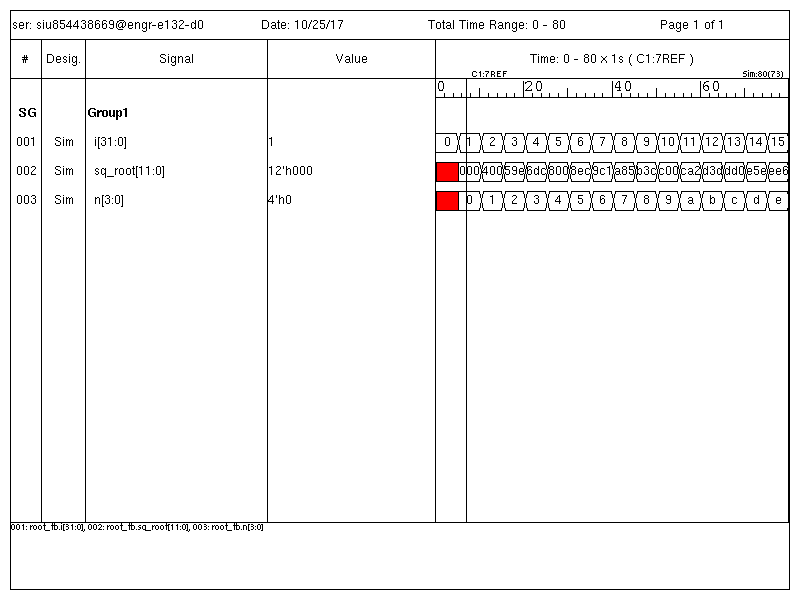 ser: siu854438669@engr-e132-d0 Date: 10/25/17 Total Time Range: 0 - 80 Page 1 of 1
# Desig. Signal Value Time: 0 - 80 x 1s ( C1:7REF )
C1:7REF Sim:80(73)
0 20 40 60
SG Group1
001 Sim i[31:0] 1 0 1 2 3 4 5 6 7 8 9 10 11 12 13 14 15
002 Sim sq_root[11:0] 12'h000 000 400 59e 6dc 800 8ec 9c1 a85 b3c c00 ca2 d3d dd0 e5e ee6
003 Sim n[3:0] 4'h0 0 1 2 3 4 5 6 7 8 9 a b c d e
001: root_tb.i[31:0], 002: root_tb.sq_root[11:0], 003: root_tb.n[3:0]